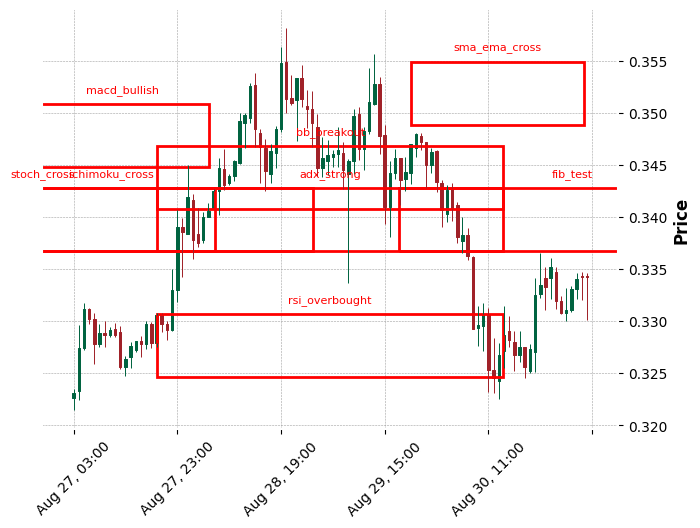 sma_ema_cross
0.355
macd_bullish
0.350
bb_breakout
0.345
stoch_cross
ichimoku_cross
adx_strong
fib_test
0.340
Price
0.335
rsi_overbought
0.330
0.325
0.320
Aug 27, 03:00
Aug 27, 23:00
Aug 28, 19:00
Aug 29, 15:00
Aug 30, 11:00